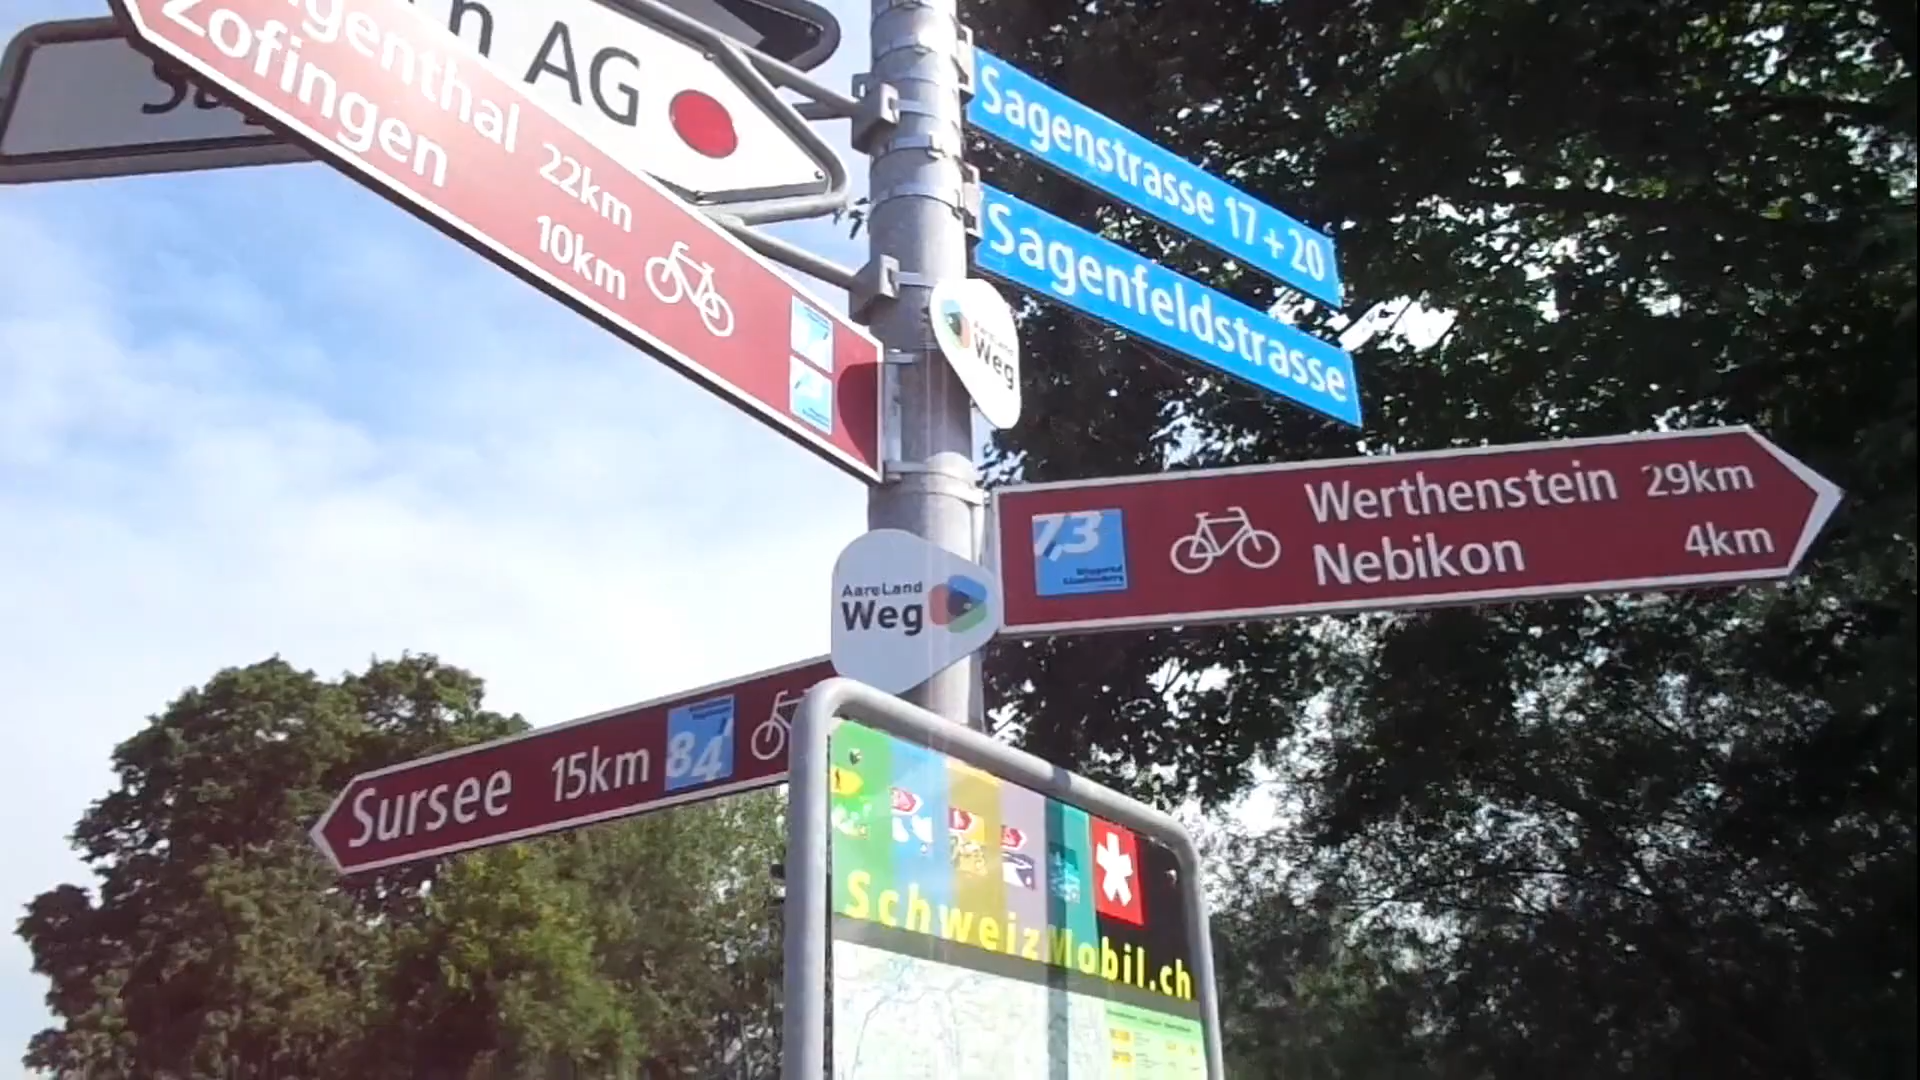 n AG
genthal 22km
Zofingen 10km
Sagenstrasse 17+20
Sagenfeldstrasse
Weg
73
Werthenstein 29km
Nebikon 4km
AareLand
Weg
Sursee 15km 84
SchweizMobil.ch